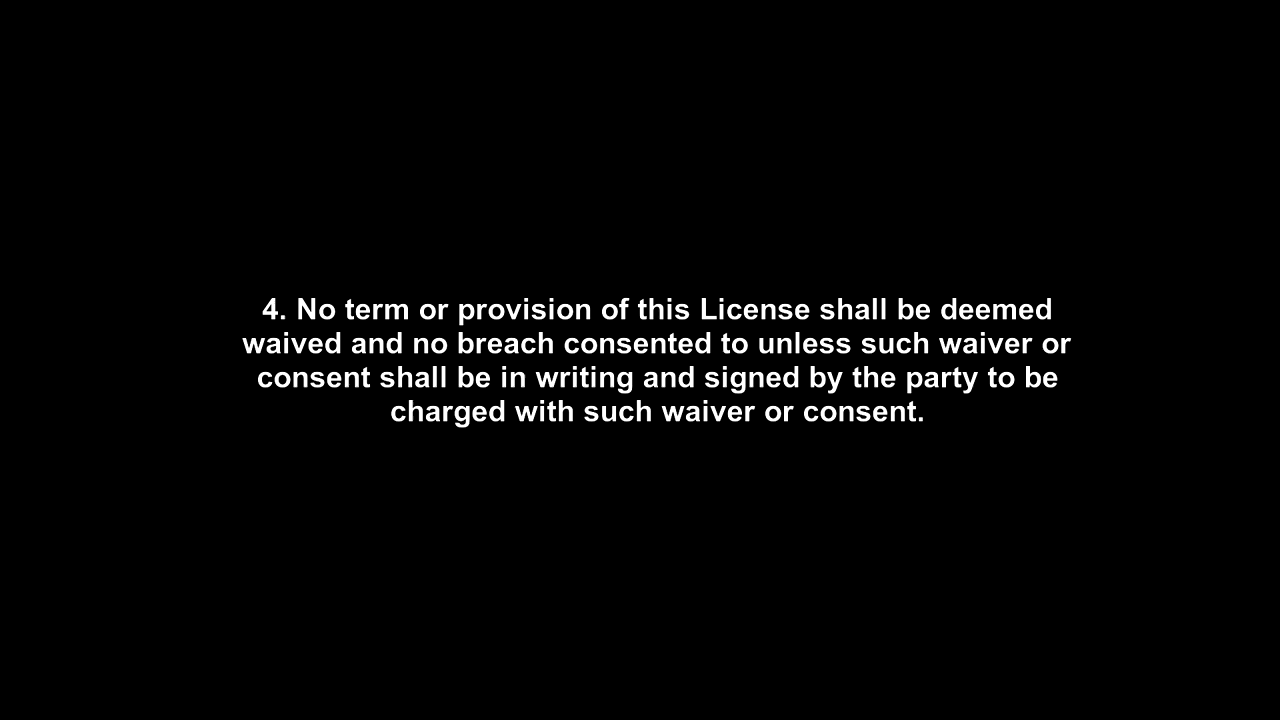 4. No term or provision of this License shall be deemed
waived and no breach consented to unless such waiver or
consent shall be in writing and signed by the party to be
charged with such waiver or consent.